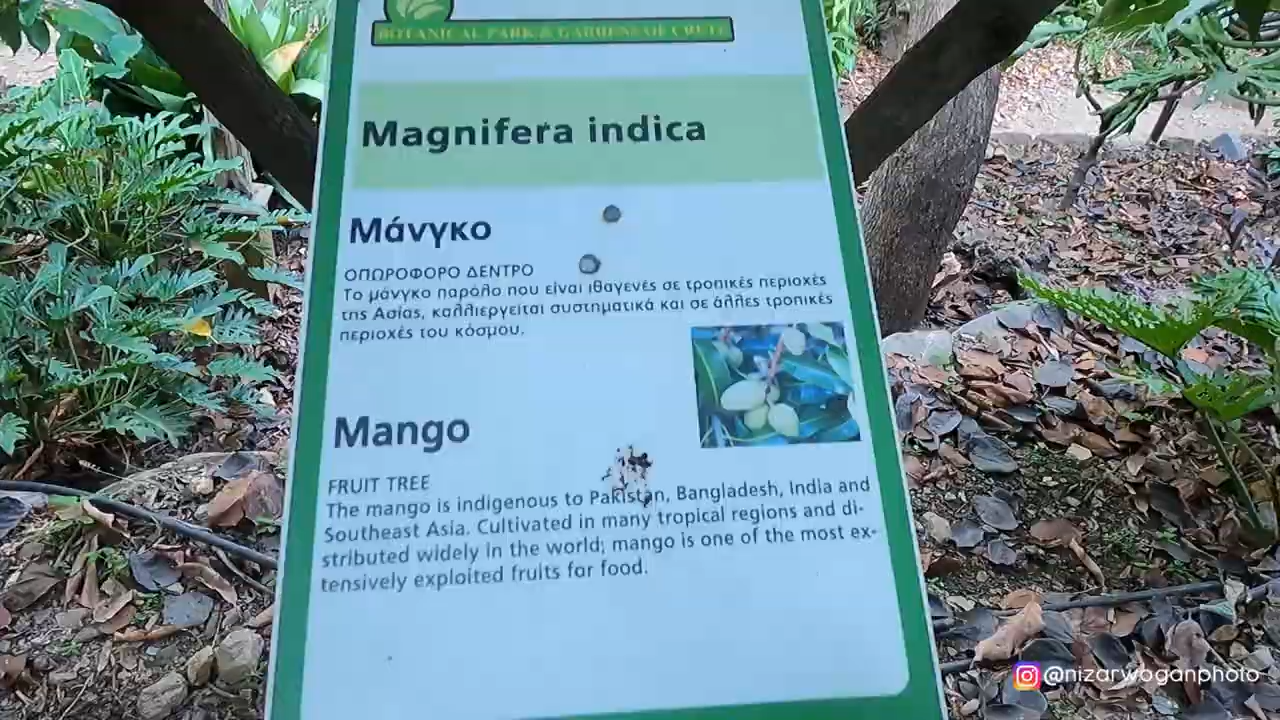 BOTANICAL PARK & GARDENS OF CRETE
Magnifera indica
Μάνγκο
ΟΠΩΡΟΦΟΡΟ ΔΕΝΤΡΟ
Το μάνγκο παρόλο που είναι ιθαγενές σε τροπικές περιοχές
της Ασίας, καλλιεργείται συστηματικά και σε άλλες τροπικές
περιοχές του κόσμου.
Mango
FRUIT TREE
The mango is indigenous to Pakistan, Bangladesh, India and
Southeast Asia. Cultivated in many tropical regions and di-
stributed widely in the world; mango is one of the most ex-
tensively exploited fruits for food.
@nizarwoganphoto